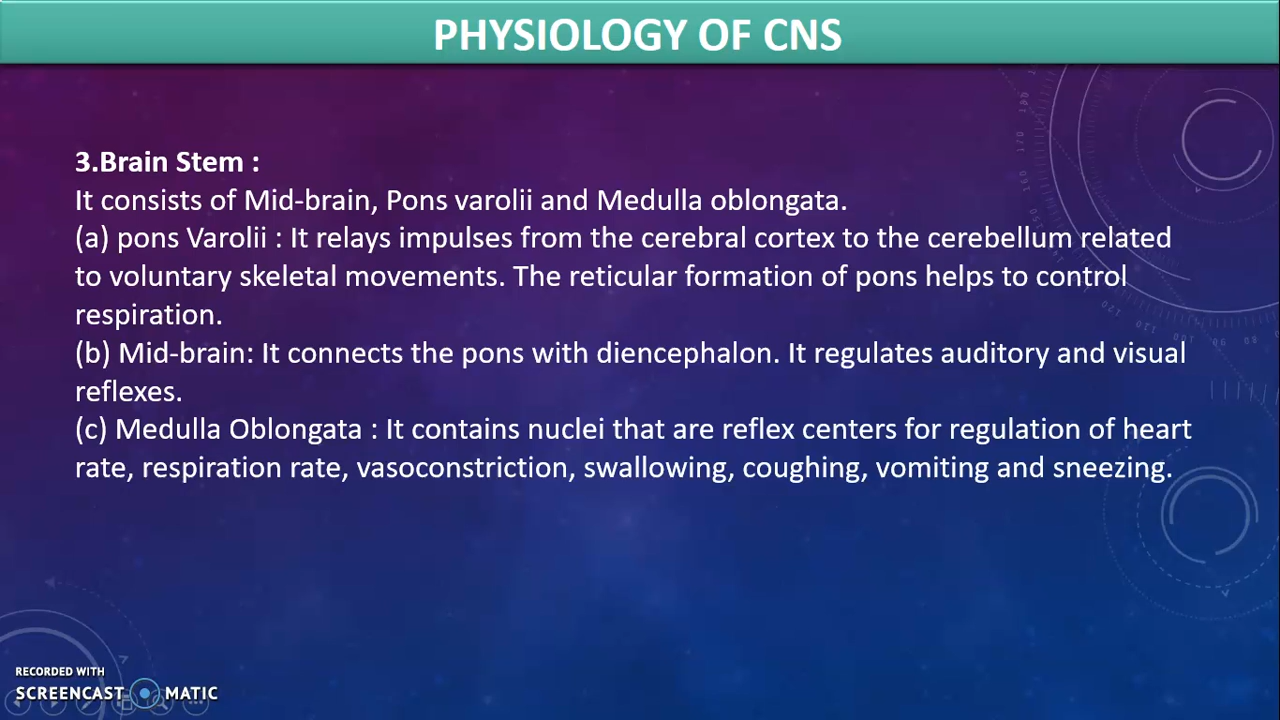 PHYSIOLOGY OF CNS
3.Brain Stem :
It consists of Mid-brain, Pons varolii and Medulla oblongata.
(a) pons Varolii : It relays impulses from the cerebral cortex to the cerebellum related
to voluntary skeletal movements. The reticular formation of pons helps to control
respiration.
(b) Mid-brain: It connects the pons with diencephalon. It regulates auditory and visual
reflexes.
(c) Medulla Oblongata : It contains nuclei that are reflex centers for regulation of heart
rate, respiration rate, vasoconstriction, swallowing, coughing, vomiting and sneezing.
RECORDED WITH
SCREENCAST MATIC